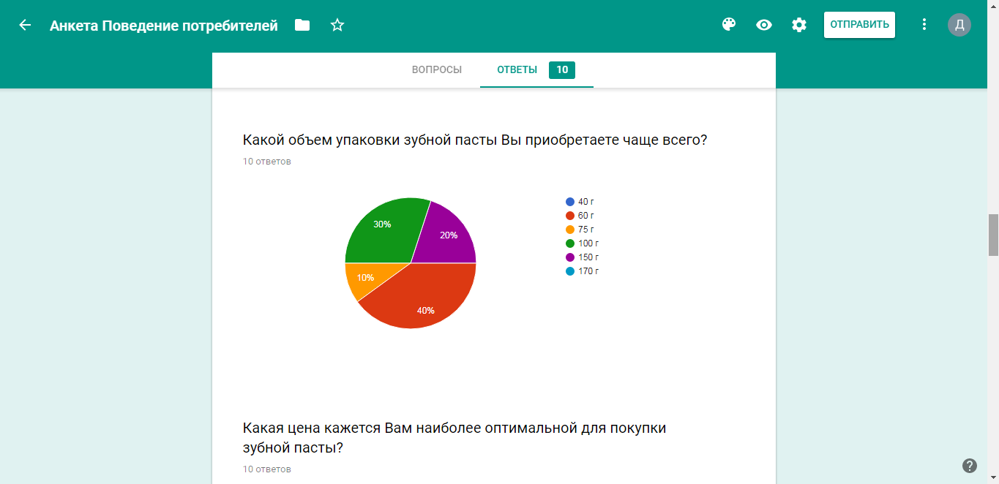 Анкета Поведение потребителей
ОТПРАВИТЬ
Д
ВОПРОСЫ
ОТВЕТЫ 10
Какой объем упаковки зубной пасты Вы приобретаете чаще всего?
10 ответов
30%
20%
10%
40%
40 г
60 г
75 г
100 г
150 г
170 г
Какая цена кажется Вам наиболее оптимальной для покупки
зубной пасты?
10 ответов
?